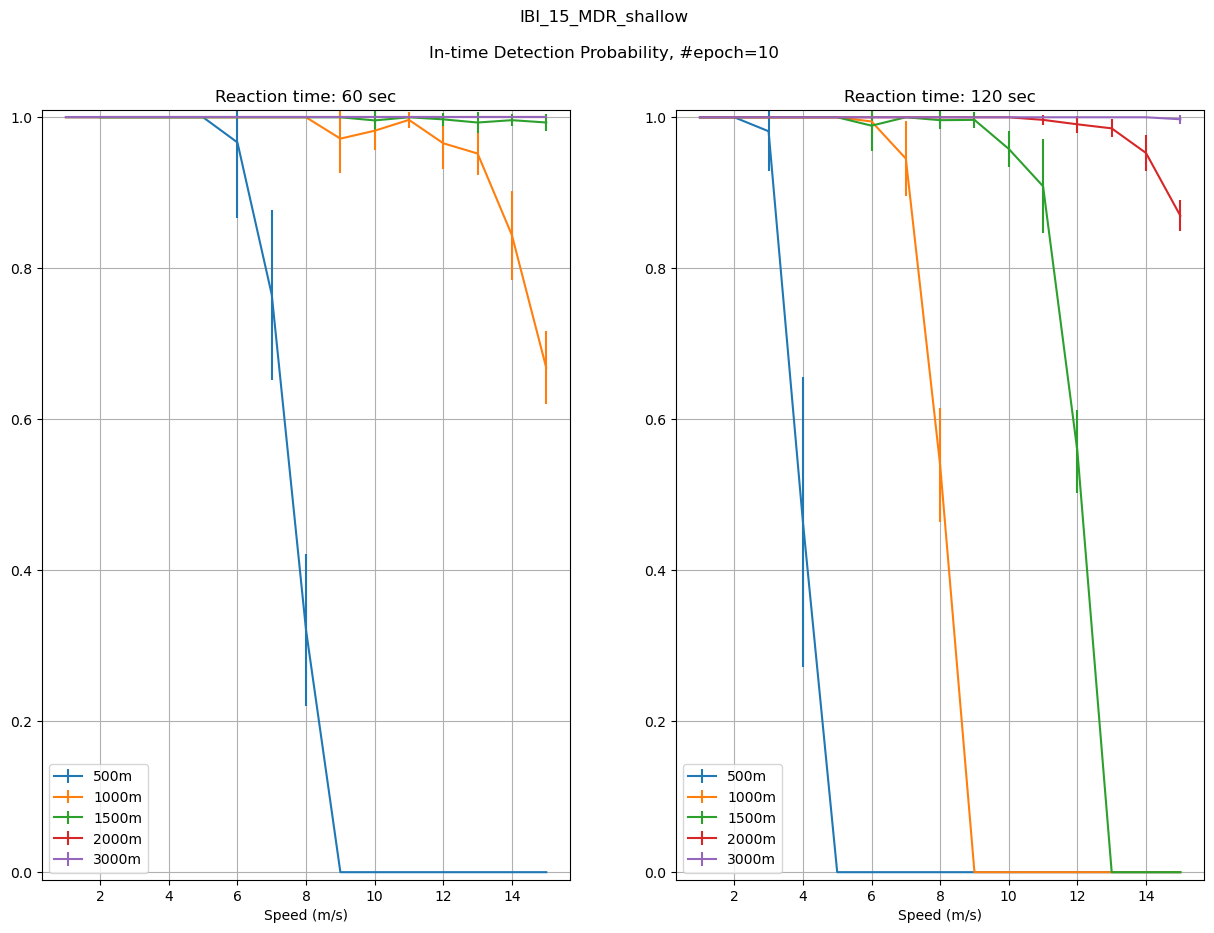 IBI_15_MDR_shallow
In-time Detection Probability, #epoch=10
Reaction time: 60 sec
1.0
0.8
0.6
0.4
0.2
0.0
2 4 6 8 10 12 14
Speed (m/s)
500m
1000m
1500m
2000m
3000m
Reaction time: 120 sec
1.0
0.8
0.6
0.4
0.2
0.0
2 4 6 8 10 12 14
Speed (m/s)
500m
1000m
1500m
2000m
3000m